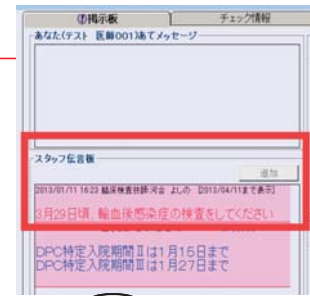 ①掲示板 チェック情報
あなた(テスト 医師001)あてメッセージ
スタッフ伝言板
追加
2013/01/11 16:23 臨床検査技師 河合 よしの [2013/04/11まで表示]
3月29日頃、輸血後感染症の検査をしてください
DPC特定入院期間Ⅱは1月15日まで
DPC特定入院期間Ⅲは1月27日まで